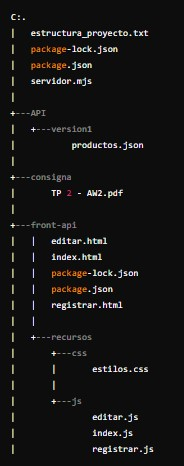 C:.
|   estructura_proyecto.txt
|   package-lock.json
|   package.json
|   servidor.mjs
|
+---API
|   +---version1
|           productos.json
|
+---consigna
|       TP 2 - AW2.pdf
|
+---front-api
|   |   editar.html
|   |   index.html
|   |   package-lock.json
|   |   package.json
|   |   registrar.html
|   |
|   +---recursos
|       +---css
|       |       estilos.css
|       |
|       +---js
|               editar.js
|               index.js
|               registrar.js